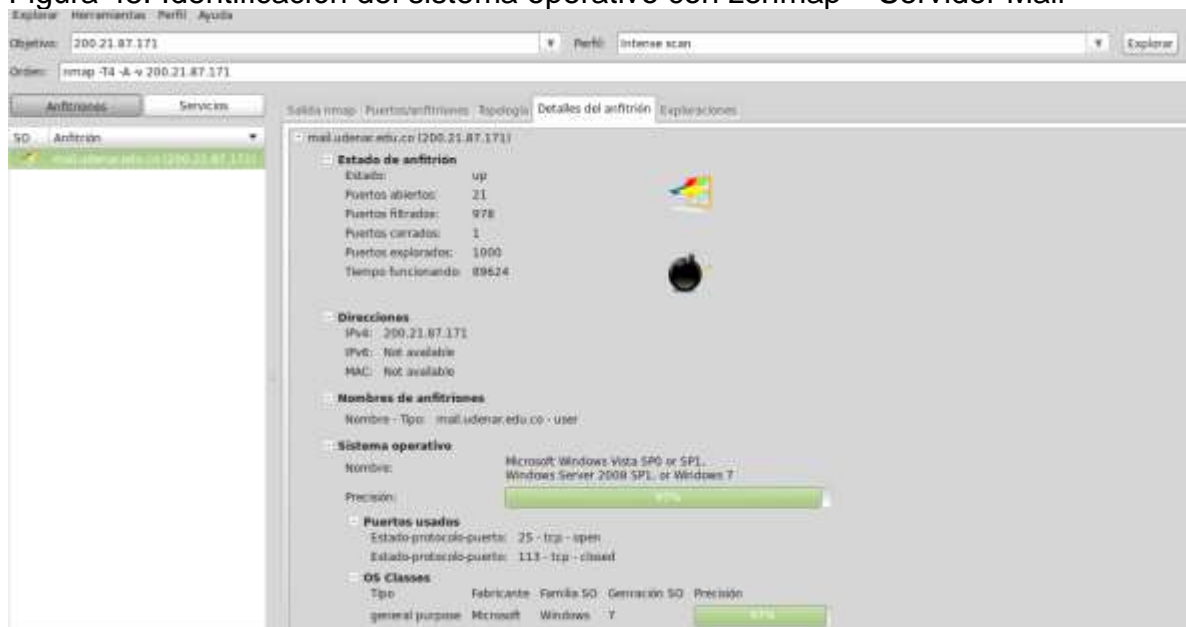 Figura 48. Identificación del sistema operativo con zenmap – Servidor Mail
Explorar Herramientas Perfil Ayuda
Objetivo: 200.21.87.171 Perfil: Intense scan Explorar
Orden: nmap -T4 -A -v 200.21.87.171
Anfitriones Servicios
Salida nmap Puertos/anfitriones Topología Detalles del anfitrión Exploraciones
SO Anfitrión
mail.udenar.edu.co (200.21.87.171)
mail.udenar.edu.co (200.21.87.171)
Estado de anfitrión
Estado: up
Puertos abiertos: 21
Puertos filtrados: 978
Puertos cerrados: 1
Puertos explorados: 1000
Tiempo funcionando: 89624
Direcciones
IPv4: 200.21.87.171
IPv6: Not available
MAC: Not available
Nombres de anfitriones
Nombre - Tipo: mail.udenar.edu.co - user
Sistema operativo
Nombre: Microsoft Windows Vista SP0 or SP1,
Windows Server 2008 SP1, or Windows 7
Precisión: 97%
Puertos usados
Estado-protocolo-puerto: 25 - tcp - open
Estado-protocolo-puerto: 113 - tcp - closed
OS Classes
Tipo Fabricante Familia SO Generación SO Precisión
general purpose Microsoft Windows 7 97%